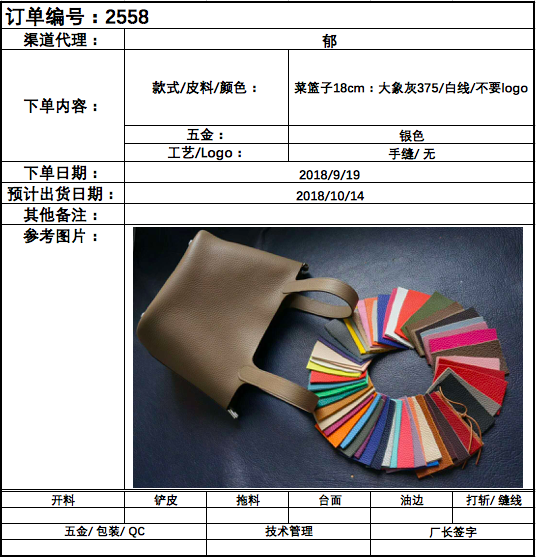 订单编号：2558
渠道代理： 郁
下单内容： 款式/皮料/颜色： 菜篮子18cm：大象灰375/白线/不要logo
五金： 银色
工艺/Logo： 手缝/ 无
下单日期： 2018/9/19
预计出货日期： 2018/10/14
其他备注：
参考图片：
开料 铲皮 拖料 台面 油边 打斩/ 缝线
五金/ 包装/ QC 技术管理 厂长签字